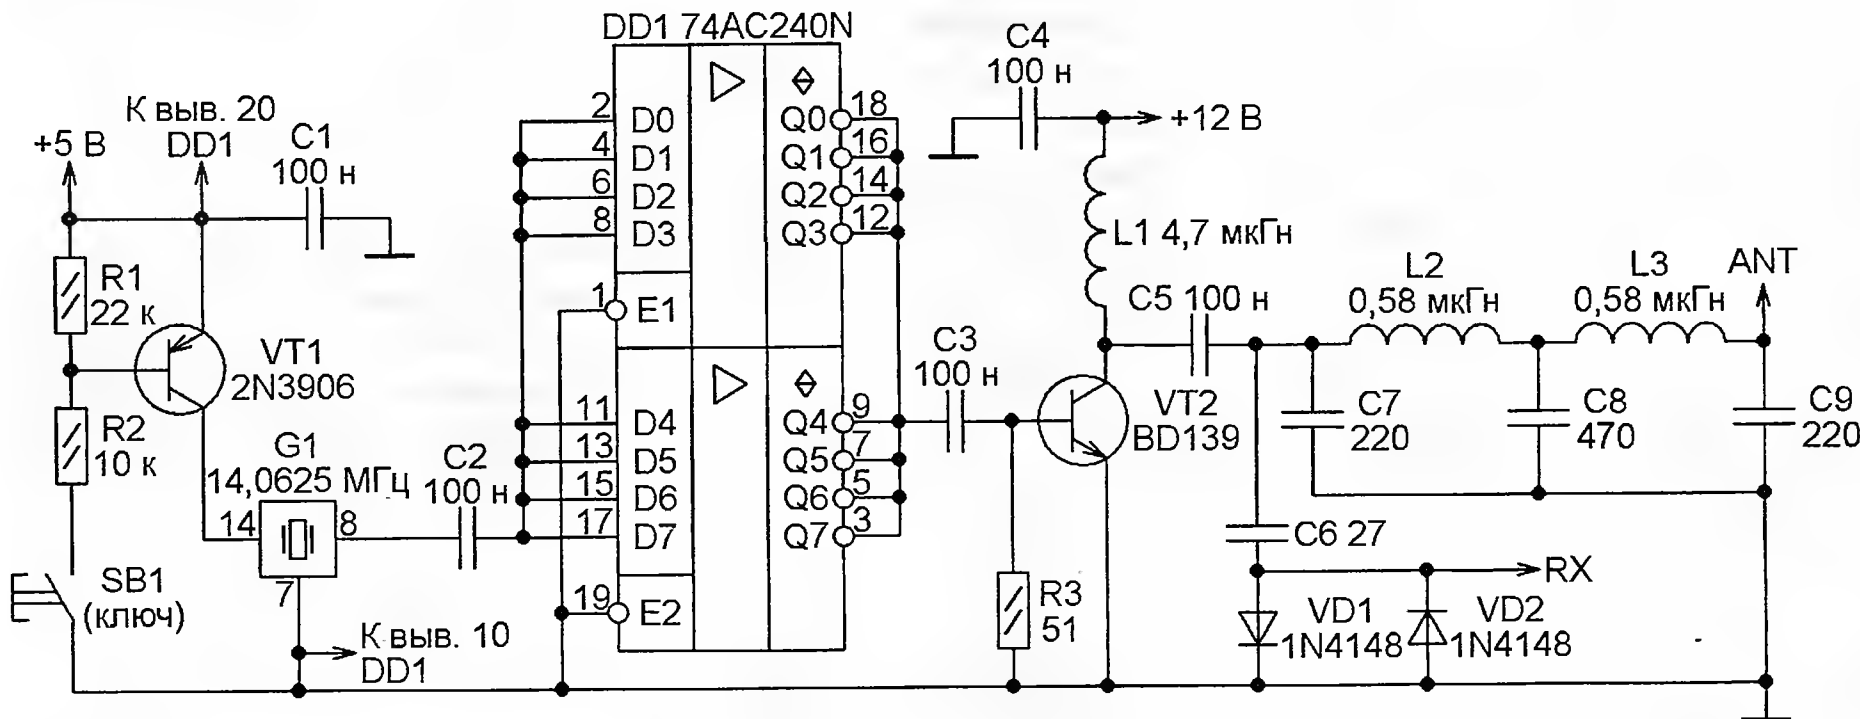 DD1 74AC240N
К выв. 20
DD1
+5 В
C1
100 н
R1
22 к
VT1
2N3906
R2
10 к
G1
14,0625 МГц
14
8
7
SB1
(ключ)
К выв. 10
DD1
C2
100 н
2
D0
4
D1
6
D2
8
D3
1
E1
11
D4
13
D5
15
D6
17
D7
19
E2
Q0
18
Q1
16
Q2
14
Q3
12
Q4
9
Q5
7
Q6
5
Q7
3
C3
100 н
C4
100 н
+12 В
L1 4,7 мкГн
C5 100 н
VT2
BD139
R3
51
L2
0,58 мкГн
L3
0,58 мкГн
ANT
C7
220
C8
470
C9
220
C6 27
RX
VD1
1N4148
VD2
1N4148